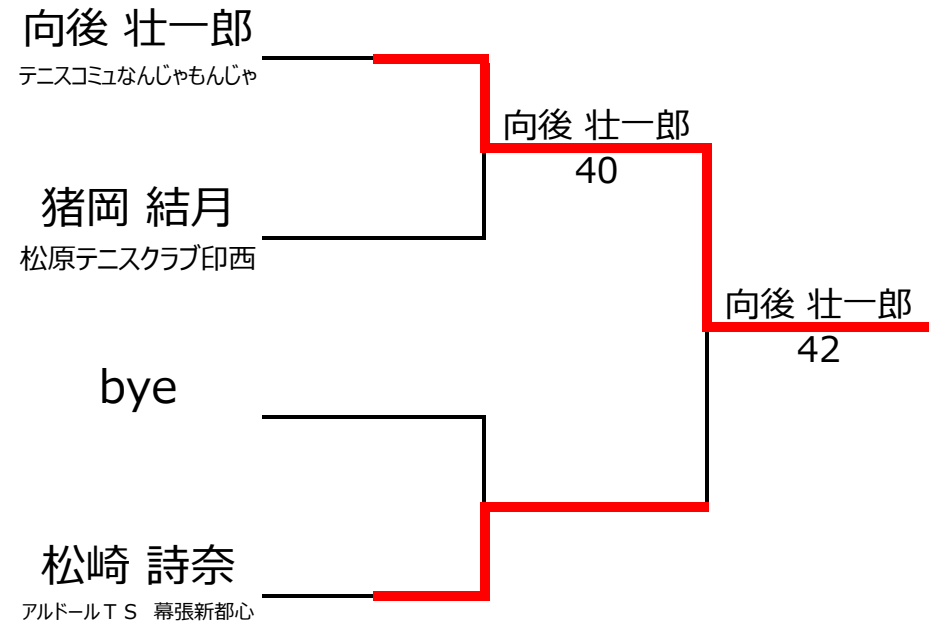 向後 壮一郎
テニスコミュなんじゃもんじゃ
向後 壮一郎
40
猪岡 結月
松原テニスクラブ印西
向後 壮一郎
42
bye
松崎 詩奈
アルドールＴＳ　幕張新都心